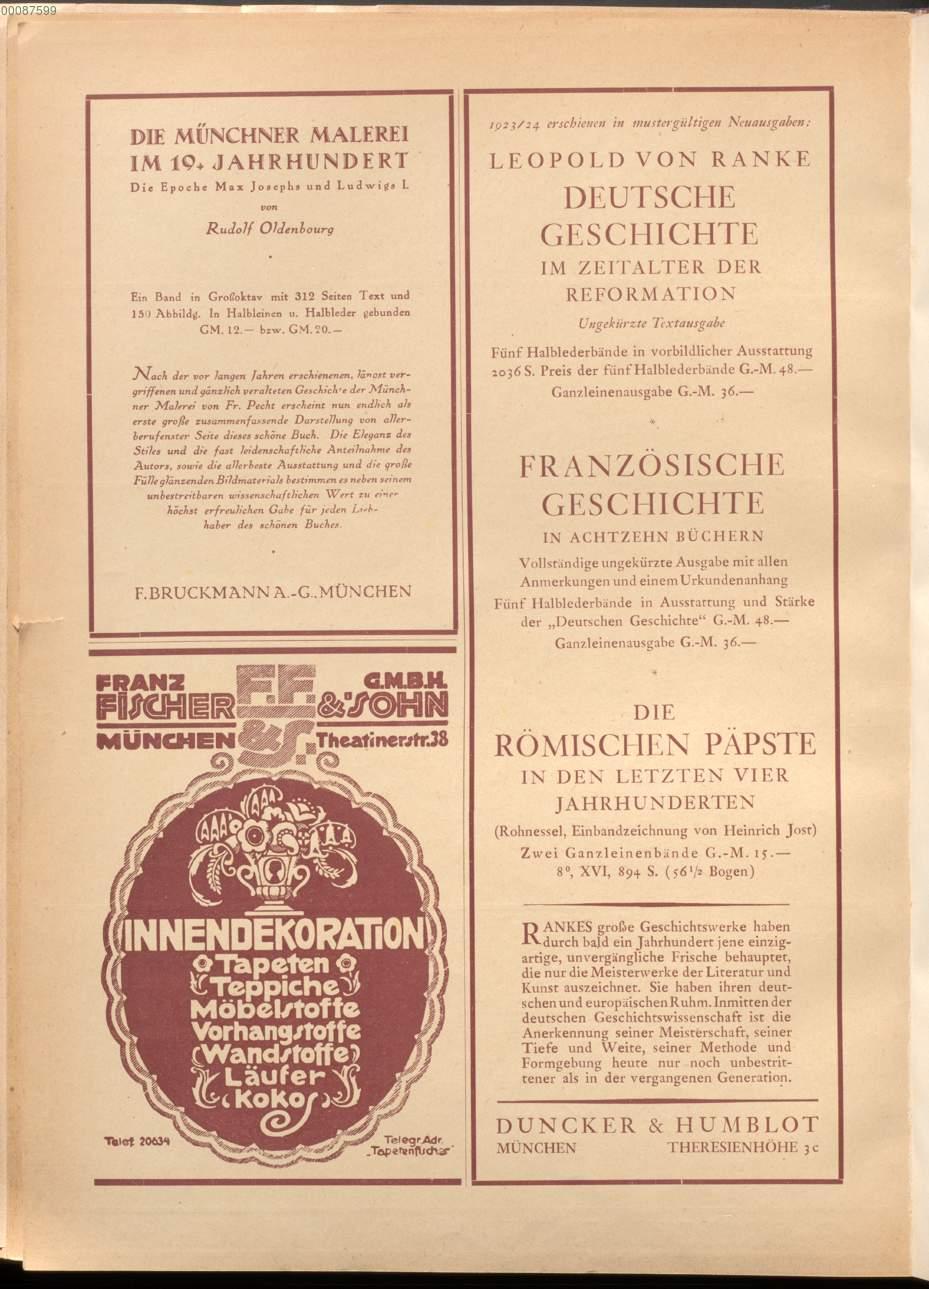 00087599
DIE MÜNCHNER MALEREI
IM 19. JAHRHUNDERT
Die Epoche Max Josephs und Ludwigs I.
von
Rudolf Oldenbourg
Ein Band in Großoktav mit 312 Seiten Text und
150 Abbildg. In Halbleinen u. Halbleder gebunden
GM. 12.— bzw. GM. 20.—
Nach der vor langen Jahren erschienenen, längst ver-
griffenen und gänzlich veralteten Geschichte der Münch-
ner Malerei von Fr. Pecht erscheint nun endlich als
erste große zusammenfassende Darstellung von aller-
berufenster Seite dieses schöne Buch. Die Eleganz des
Stiles und die fast leidenschaftliche Anteilnahme des
Autors, sowie die allerbeste Ausstattung und die große
Fülle glänzenden Bildmaterials bestimmen es neben seinem
unbestreitbaren wissenschaftlichen Wert zu einer
höchst erfreulichen Gabe für jeden Lieb-
haber des schönen Buches.
F. BRUCKMANN A.-G., MÜNCHEN
FRANZ F.F. G.M.B.H.
FISCHER & SOHN
MÜNCHEN & S. Theatinerstr. 38
INNENDEKORATION
Tapeten
Teppiche
Möbelstoffe
Vorhangstoffe
Wandstoffe
Läufer
Kokos
Telef. 20634
Telegr. Adr.
„Tapetenfischer“
1923/24 erschienen in mustergültigen Neuausgaben:
LEOPOLD VON RANKE
DEUTSCHE
GESCHICHTE
IM ZEITALTER DER
REFORMATION
Ungekürzte Textausgabe
Fünf Halblederbände in vorbildlicher Ausstattung
2036 S. Preis der fünf Halblederbände G.-M. 48.—
Ganzleinenausgabe G.-M. 36.—
FRANZÖSISCHE
GESCHICHTE
IN ACHTZEHN BÜCHERN
Vollständige ungekürzte Ausgabe mit allen
Anmerkungen und einem Urkundenanhang
Fünf Halblederbände in Ausstattung und Stärke
der „Deutschen Geschichte“ G.-M. 48.—
Ganzleinenausgabe G.-M. 36.—
DIE
RÖMISCHEN PÄPSTE
IN DEN LETZTEN VIER
JAHRHUNDERTEN
(Rohnessel, Einbandzeichnung von Heinrich Jost)
Zwei Ganzleinenbände G.-M. 15.—
8°, XVI, 894 S. (56 1/2 Bogen)
RANKES große Geschichtswerke haben
durch bald ein Jahrhundert jene einzig-
artige, unvergängliche Frische behauptet,
die nur die Meisterwerke der Literatur und
Kunst auszeichnet. Sie haben ihren deut-
schen und europäischen Ruhm. Inmitten der
deutschen Geschichtswissenschaft ist die
Anerkennung seiner Meisterschaft, seiner
Tiefe und Weite, seiner Methode und
Formgebung heute nur noch unbestrit-
tener als in der vergangenen Generation.
DUNCKER & HUMBLOT
MÜNCHEN THERESIENHÖHE 3c